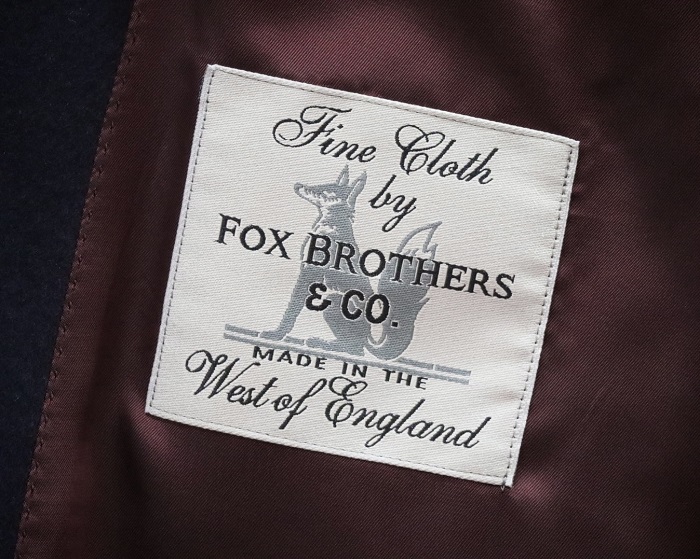 Fine Cloth
by
FOX BROTHERS
& CO.
MADE IN THE
West of England